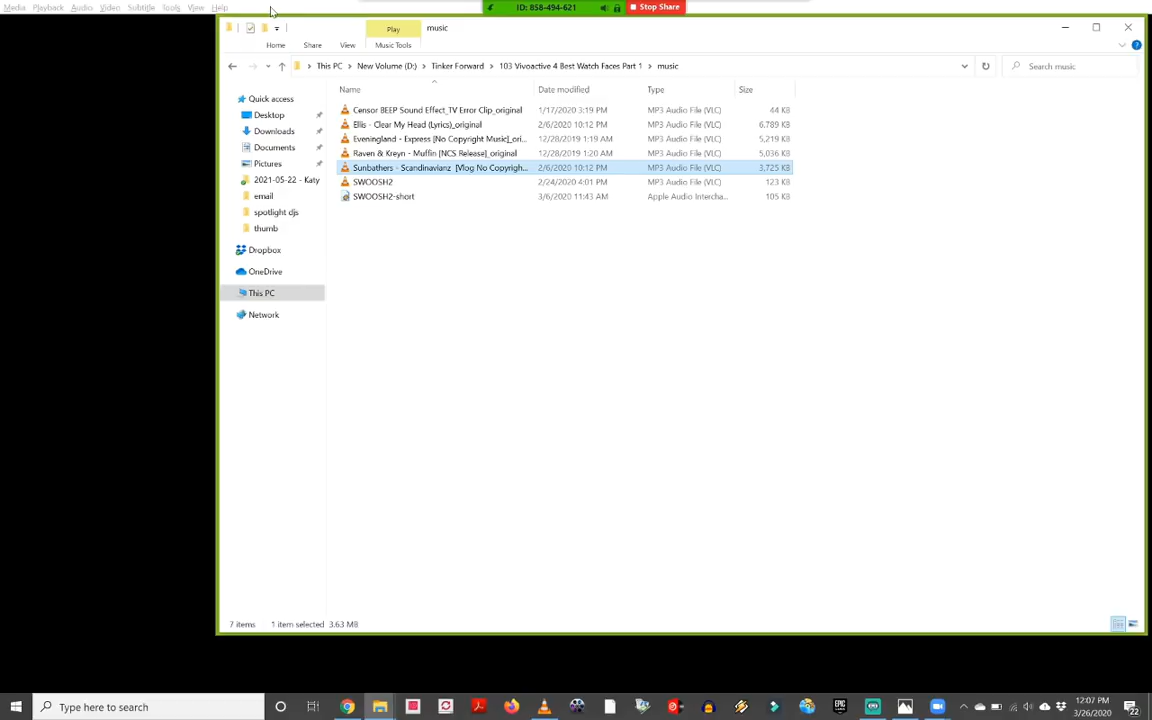 Media Playback Audio Video Subtitle Tools View Help
ID: 858-494-621 Stop Share
Play music
Home Share View Music Tools
This PC > New Volume (D:) > Tinker Forward > 103 Vivoactive 4 Best Watch Faces Part 1 > music
Search music
Name Date modified Type Size
Quick access
Desktop
Downloads
Documents
Pictures
2021-05-22 - Katy
email
spotlight djs
thumb
Dropbox
OneDrive
This PC
Network
Censor BEEP Sound Effect_TV Error Clip_original 1/17/2020 3:19 PM MP3 Audio File (VLC) 44 KB
Ellis - Clear My Head (Lyrics)_original 2/6/2020 10:12 PM MP3 Audio File (VLC) 6,789 KB
Eveningland - Express [No Copyright Music]_ori... 12/28/2019 1:19 AM MP3 Audio File (VLC) 5,219 KB
Raven & Kreyn - Muffin [NCS Release]_original 12/28/2019 1:20 AM MP3 Audio File (VLC) 5,036 KB
Sunbathers - Scandinavianz [Vlog No Copyrigh... 2/6/2020 10:12 PM MP3 Audio File (VLC) 3,725 KB
SWOOSH2 2/24/2020 4:01 PM MP3 Audio File (VLC) 123 KB
SWOOSH2-short 3/6/2020 11:43 AM Apple Audio Intercha... 105 KB
7 items 1 item selected 3.63 MB
Type here to search
12:07 PM
3/26/2020
22